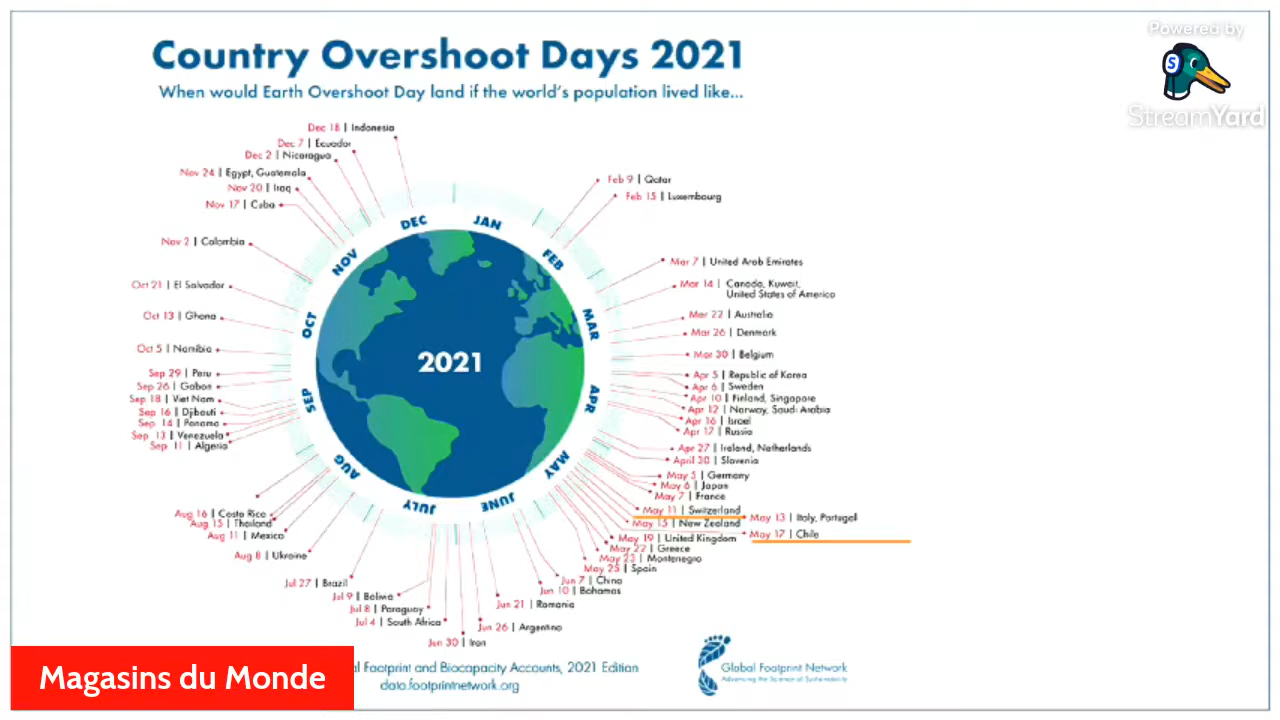 Powered by
StreamYard
Country Overshoot Days 2021
When would Earth Overshoot Day land if the world's population lived like...
Dec 18 | Indonesia
Dec 7 | Ecuador
Dec 2 | Nicaragua
Nov 24 | Egypt, Guatemala
Nov 20 | Iraq
Nov 17 | Cuba
Nov 2 | Colombia
Oct 21 | El Salvador
Oct 13 | Ghana
Oct 5 | Namibia
Sep 29 | Peru
Sep 26 | Gabon
Sep 18 | Viet Nam
Sep 16 | Djibouti
Sep 14 | Panama
Sep 13 | Venezuela
Sep 11 | Algeria
Aug 16 | Costa Rica
Aug 15 | Thailand
Aug 11 | Mexico
Aug 8 | Ukraine
Jul 27 | Brazil
Jul 9 | Bolivia
Jul 8 | Paraguay
Jul 4 | South Africa
Jun 30 | Iran
JAN
FEB
MAR
APR
MAY
JUNE
JULY
AUG
SEP
OCT
NOV
DEC
2021
Feb 9 | Qatar
Feb 15 | Luxembourg
Mar 7 | United Arab Emirates
Mar 14 | Canada, Kuwait,
United States of America
Mar 22 | Australia
Mar 26 | Denmark
Mar 30 | Belgium
Apr 5 | Republic of Korea
Apr 6 | Sweden
Apr 10 | Finland, Singapore
Apr 12 | Norway, Saudi Arabia
Apr 16 | Israel
Apr 17 | Russia
Apr 27 | Ireland, Netherlands
April 30 | Slovenia
May 5 | Germany
May 6 | Japan
May 7 | France
May 11 | Switzerland
May 13 | Italy, Portugal
May 15 | New Zealand
May 17 | Chile
May 19 | United Kingdom
May 22 | Greece
May 23 | Montenegro
May 25 | Spain
Jun 7 | China
Jun 10 | Bahamas
Jun 21 | Romania
Jun 26 | Argentina
Footprint and Biocapacity Accounts, 2021 Edition
data.footprintnetwork.org
Global Footprint Network
Advancing the Science of Sustainability
Magasins du Monde